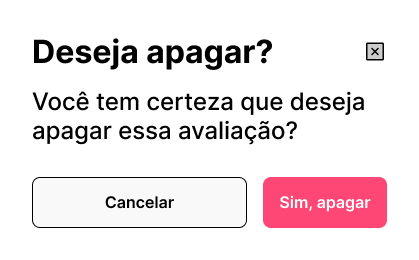 Deseja apagar?
Você tem certeza que deseja
apagar essa avaliação?
Cancelar
Sim, apagar